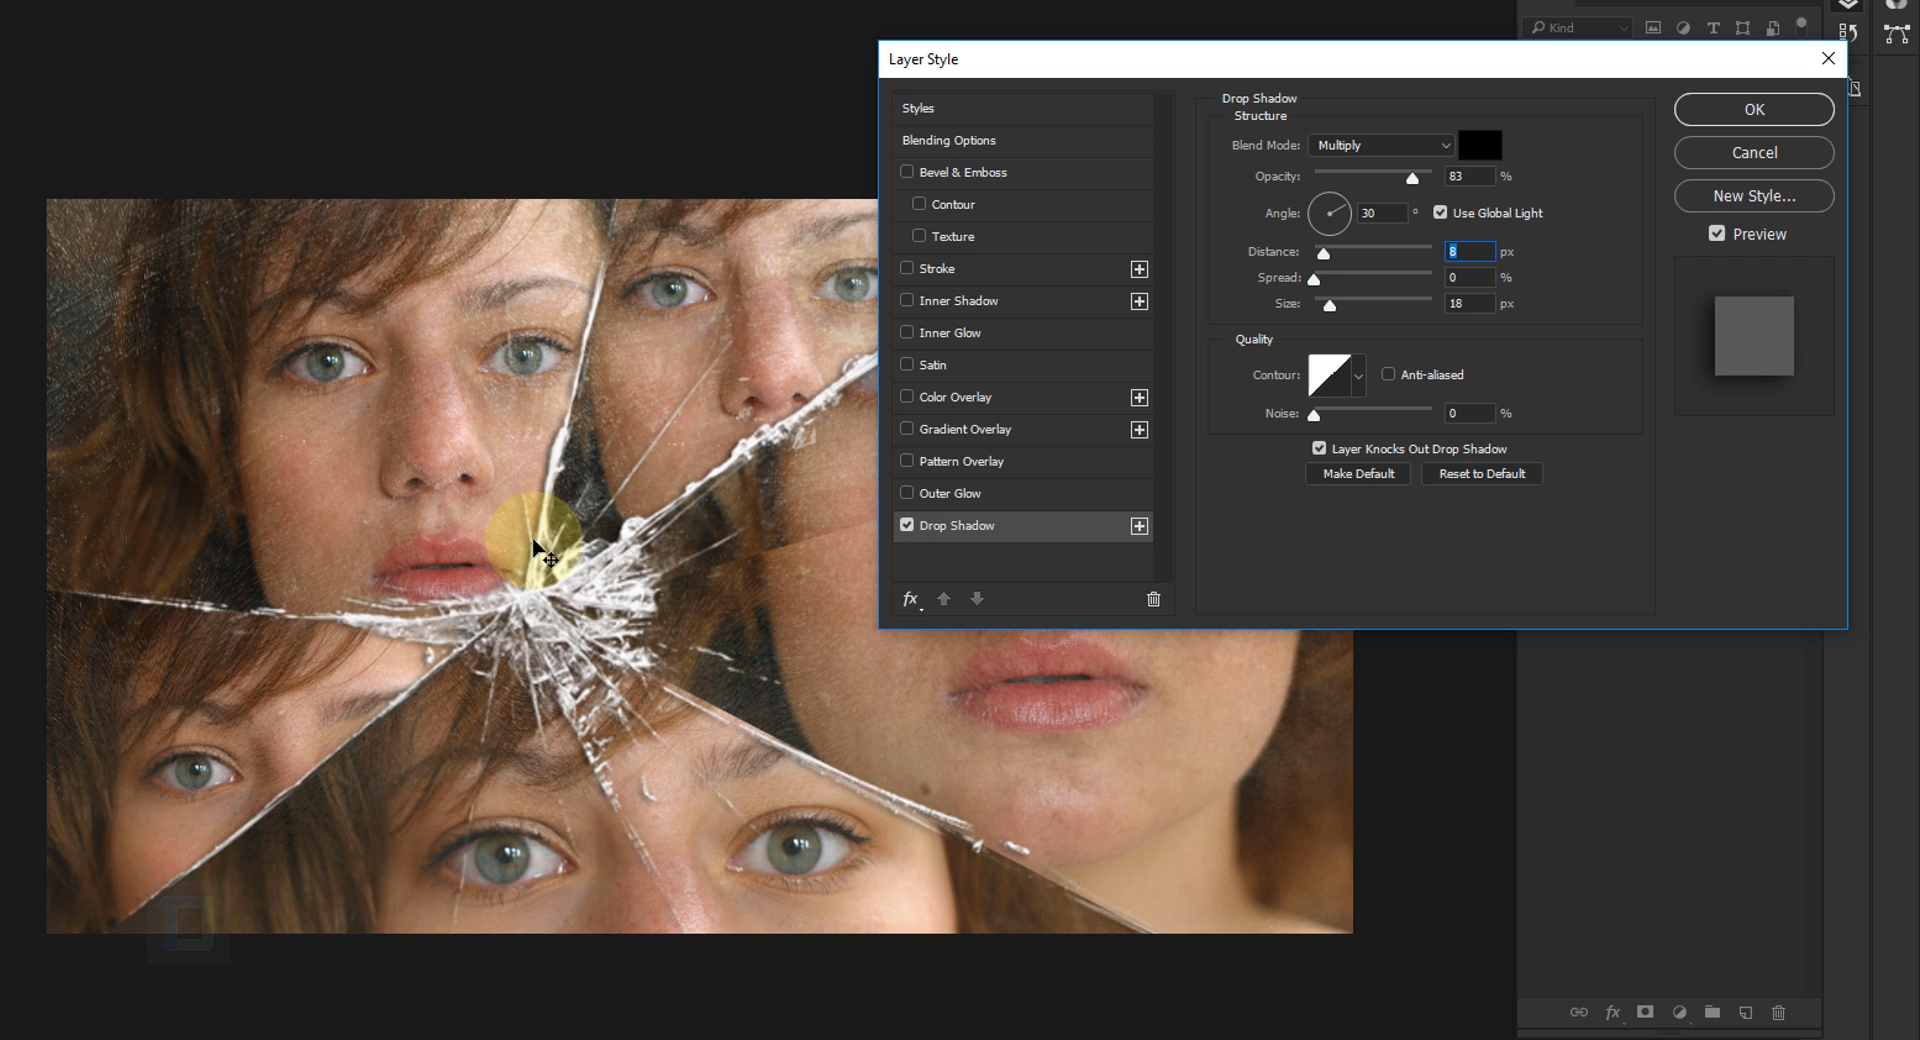 Kind
Layer Style
Styles
Blending Options
Bevel & Emboss
Contour
Texture
Stroke
Inner Shadow
Inner Glow
Satin
Color Overlay
Gradient Overlay
Pattern Overlay
Outer Glow
Drop Shadow
fx
Drop Shadow
Structure
Blend Mode: Multiply
Opacity: 83 %
Angle: 30 ° Use Global Light
Distance: 8 px
Spread: 0 %
Size: 18 px
Quality
Contour: Anti-aliased
Noise: 0 %
Layer Knocks Out Drop Shadow
Make Default Reset to Default
OK
Cancel
New Style...
Preview
fx